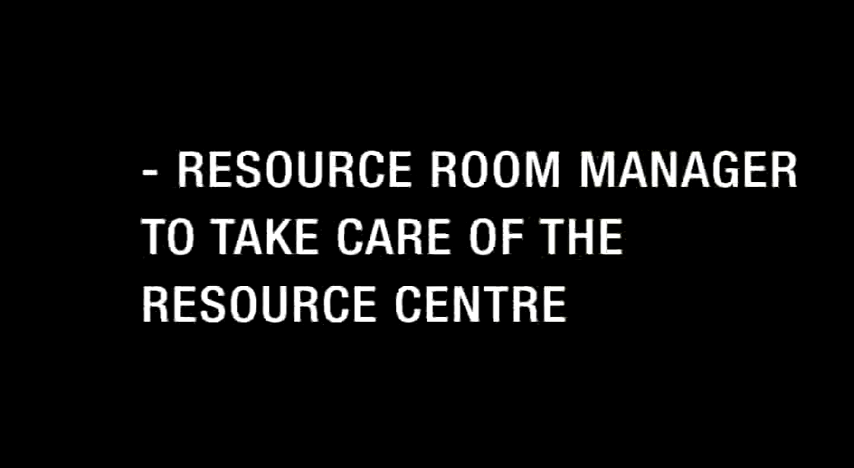 - RESOURCE ROOM MANAGER
TO TAKE CARE OF THE
RESOURCE CENTRE